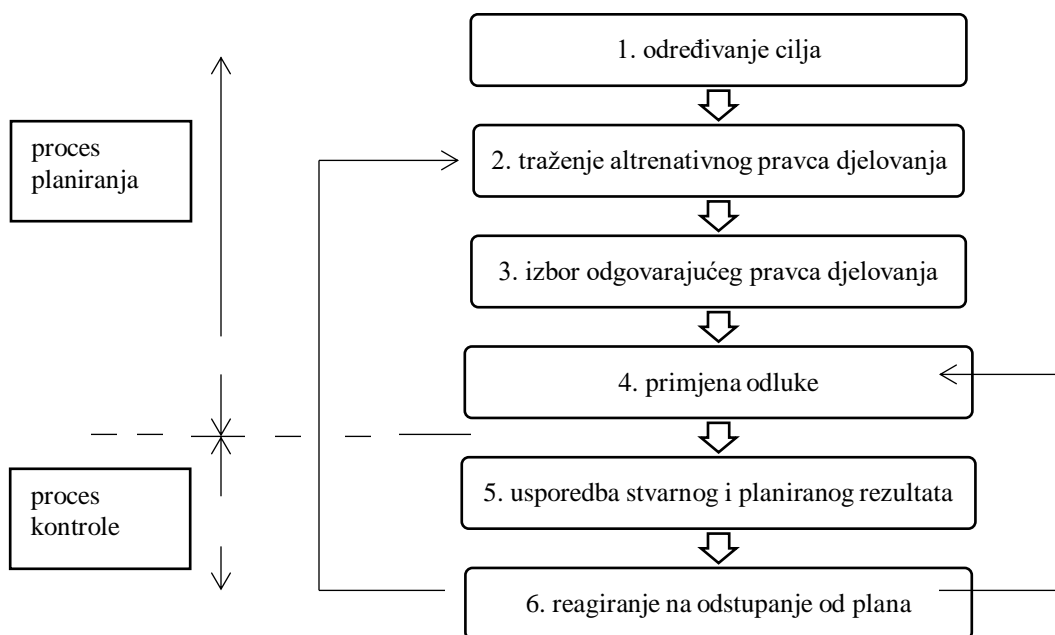 1. određivanje cilja
proces
planiranja
2. traženje altrenativnog pravca djelovanja
3. izbor odgovarajućeg pravca djelovanja
4. primjena odluke
proces
kontrole
5. usporedba stvarnog i planiranog rezultata
6. reagiranje na odstupanje od plana